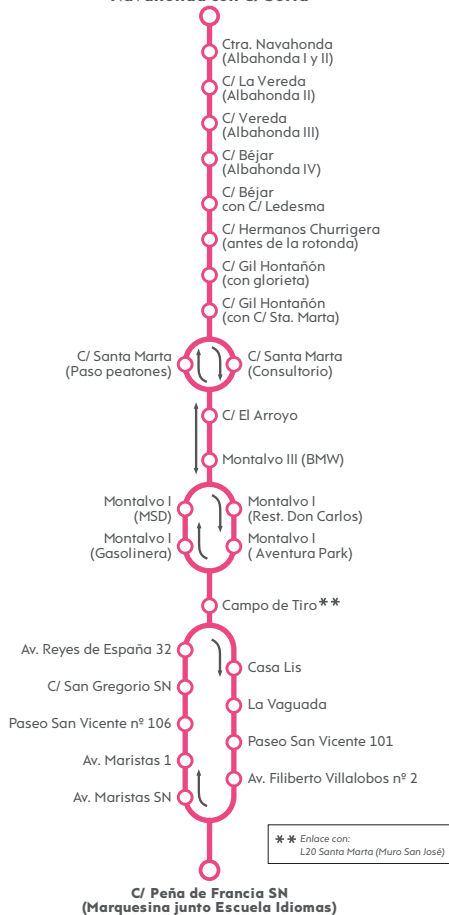 Ctra. Navahonda
(Albahonda I y II)
C/ La Vereda
(Albahonda II)
C/ Vereda
(Albahonda III)
C/ Béjar
(Albahonda IV)
C/ Béjar
con C/ Ledesma
C/ Hermanos Churrigera
(antes de la rotonda)
C/ Gil Hontañón
(con glorieta)
C/ Gil Hontañón
(con C/ Sta. Marta)
C/ Santa Marta
(Paso peatones)
C/ Santa Marta
(Consultorio)
C/ El Arroyo
Montalvo III (BMW)
Montalvo I
(MSD)
Montalvo I
(Rest. Don Carlos)
Montalvo I
(Gasolinera)
Montalvo I
( Aventura Park)
Campo de Tiro **
Av. Reyes de España 32
Casa Lis
C/ San Gregorio SN
La Vaguada
Paseo San Vicente nº 106
Paseo San Vicente 101
Av. Maristas 1
Av. Filiberto Villalobos nº 2
Av. Maristas SN
** Enlace con:
L20 Santa Marta (Muro San José)
C/ Peña de Francia SN
(Marquesina junto Escuela Idiomas)